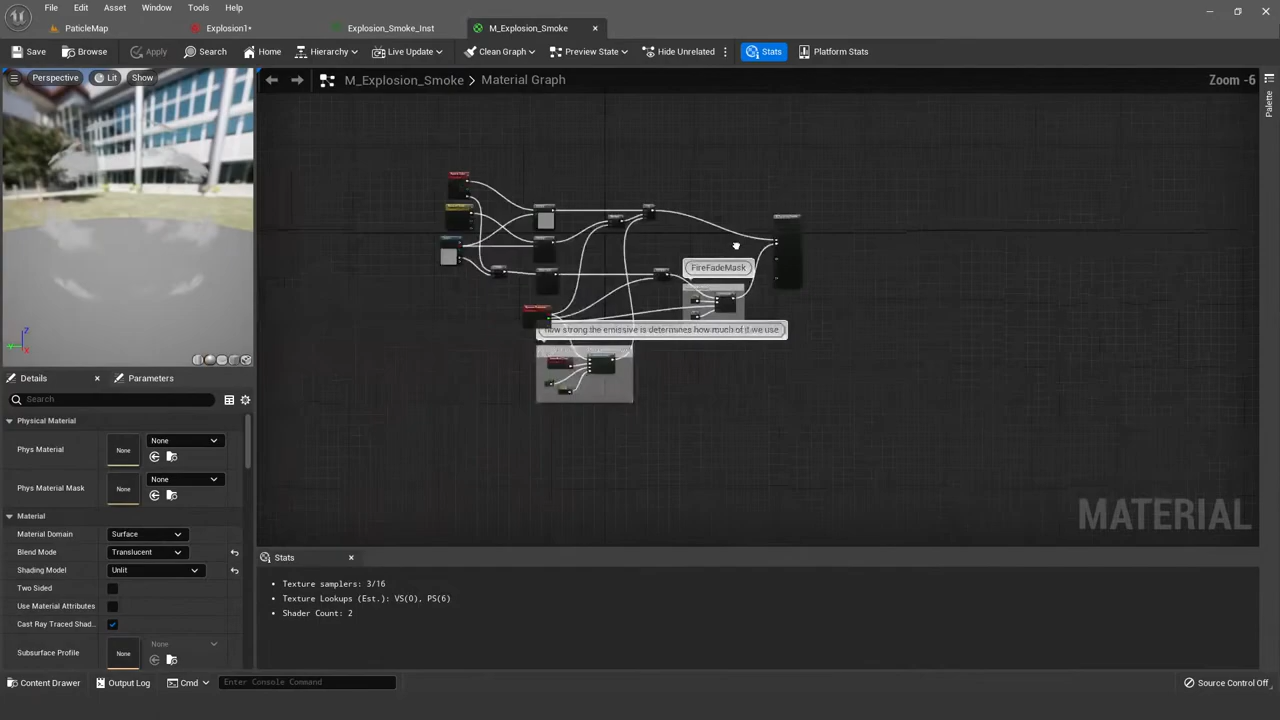 File Edit Asset Window Tools Help
PaticleMap Explosion1* Explosion_Smoke_Inst M_Explosion_Smoke
Save Browse Apply Search Home Hierarchy Live Update Clean Graph Preview State Hide Unrelated Stats Platform Stats
Perspective Lit Show
M_Explosion_Smoke > Material Graph
Zoom -6
Palette
FireFadeMask
how strong the emissive is determines how much of it we use
MATERIAL
Details Parameters
Search
Physical Material
Phys Material None None
Phys Material Mask None None
Material
Material Domain Surface
Blend Mode Translucent
Shading Model Unlit
Two Sided
Use Material Attributes
Cast Ray Traced Shad..
Subsurface Profile None None
Stats
Texture samplers: 3/16
Texture Lookups (Est.): VS(0), PS(6)
Shader Count: 2
Content Drawer Output Log Cmd Enter Console Command Source Control Off